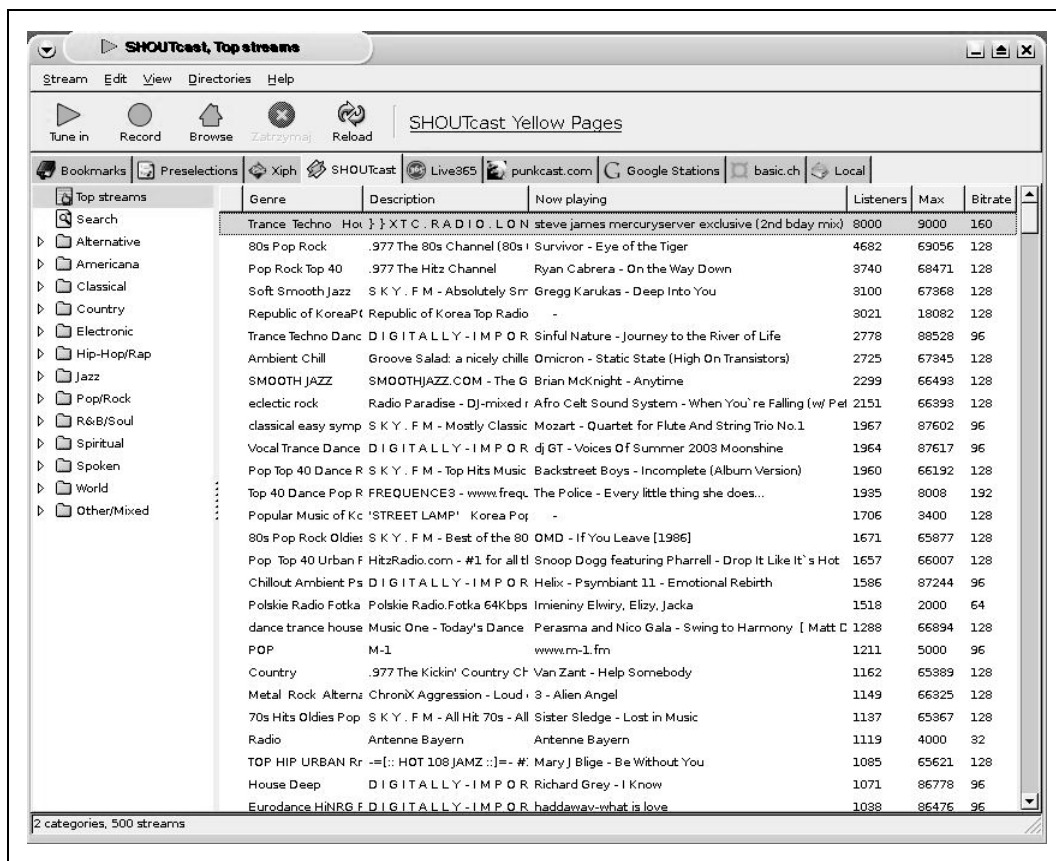 SHOUTcast, Top streams
Stream Edit View Directories Help
Tune in Record Browse Zatrzymaj Reload SHOUTcast Yellow Pages
Bookmarks Preselections Xiph SHOUTcast Live365 punkcast.com Google Stations basic.ch Local
Top streams
Search
Alternative
Americana
Classical
Country
Electronic
Hip-Hop/Rap
Jazz
Pop/Rock
R&B/Soul
Spiritual
Spoken
World
Other/Mixed
Genre Description Now playing Listeners Max Bitrate
Trance Techno Hou }}XTC.RADIO.LON steve james mercuryserver exclusive (2nd bday mix) 8000 9000 160
80s Pop Rock .977 The 80s Channel (80s Survivor - Eye of the Tiger 4682 69056 128
Pop Rock Top 40 .977 The Hitz Channel Ryan Cabrera - On the Way Down 3740 68471 128
Soft Smooth Jazz S K Y . F M - Absolutely Sm Gregg Karukas - Deep Into You 3100 67368 128
Republic of KoreaP( Republic of Korea Top Radio - 3021 18082 128
Trance Techno Danc D I G I T A L L Y - I M P O R Sinful Nature - Journey to the River of Life 2778 88528 96
Ambient Chill Groove Salad: a nicely chille Omicron - Static State (High On Transistors) 2725 67345 128
SMOOTH JAZZ SMOOTHJAZZ.COM - The G Brian McKnight - Anytime 2299 66493 128
eclectic rock Radio Paradise - DJ-mixed r Afro Celt Sound System - When You`re Falling (w/ Pet 2151 66393 128
classical easy symp S K Y . F M - Mostly Classic Mozart - Quartet for Flute And String Trio No.1 1967 87602 96
Vocal Trance Dance D I G I T A L L Y - I M P O R dj GT - Voices Of Summer 2003 Moonshine 1964 87617 96
Pop Top 40 Dance R S K Y . F M - Top Hits Music Backstreet Boys - Incomplete (Album Version) 1960 66192 128
Top 40 Dance Pop R FREQUENCE3 - www.frequ The Police - Every little thing she does... 1935 8008 192
Popular Music of Kc 'STREET LAMP' Korea Pop - 1706 3400 128
80s Pop Rock Oldies S K Y . F M - Best of the 80 OMD - If You Leave [1986] 1671 65877 128
Pop Top 40 Urban F HitzRadio.com - #1 for all tl Snoop Dogg featuring Pharrell - Drop It Like It`s Hot 1657 66007 128
Chillout Ambient Ps D I G I T A L L Y - I M P O R Helix - Psymbiant 11 - Emotional Rebirth 1586 87244 96
Polskie Radio Fotka Polskie Radio.Fotka 64Kbps Imieniny Elwiry, Elizy, Jacka 1518 2000 64
dance trance house Music One - Today's Dance Perasma and Nico Gala - Swing to Harmony [ Matt D 1288 66894 128
POP M-1 www.m-1.fm 1211 5000 96
Country .977 The Kickin' Country Ch Van Zant - Help Somebody 1162 65389 128
Metal Rock Alterna ChroniX Aggression - Loud 3 - Alien Angel 1149 66325 128
70s Hits Oldies Pop S K Y . F M - All Hit 70s - All Sister Sledge - Lost in Music 1137 65367 128
Radio Antenne Bayern Antenne Bayern 1119 4000 32
TOP HIP URBAN Rr -=[:: HOT 108 JAMZ ::]=- #: Mary J Blige - Be Without You 1085 65621 128
House Deep D I G I T A L L Y - I M P O R Richard Grey - I Know 1071 86778 96
Eurodance HiNRG F D I G I T A L L Y - I M P O R haddaway-what is love 1038 86476 96
2 categories, 500 streams